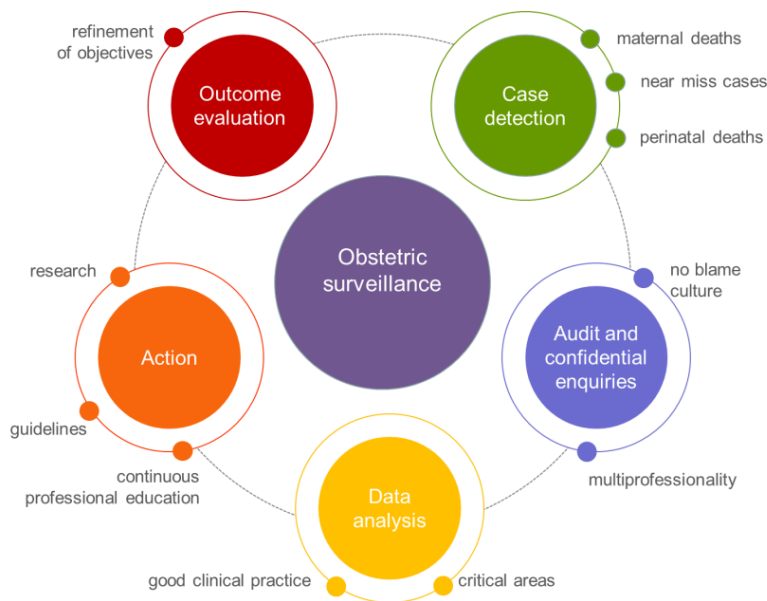 refinement
of objectives
Outcome
evaluation
Case
detection
maternal deaths
near miss cases
perinatal deaths
Obstetric
surveillance
research
Action
guidelines
continuous
professional education
no blame
culture
Audit and
confidential
enquiries
multiprofessionality
Data
analysis
good clinical practice
critical areas